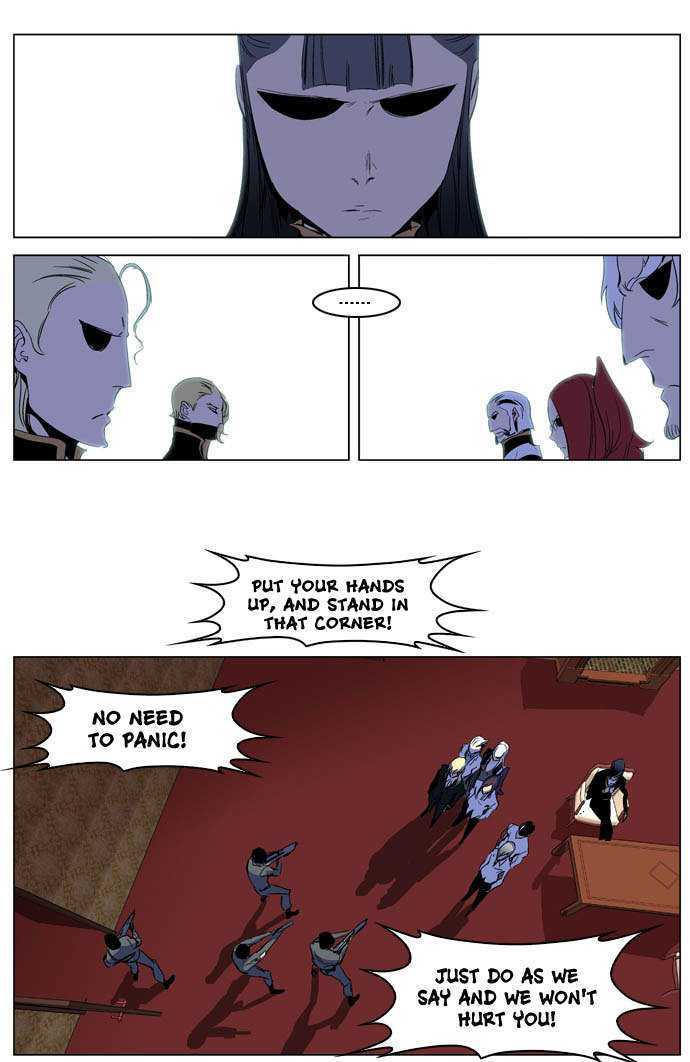 ......
PUT YOUR HANDS
UP, AND STAND IN
THAT CORNER!
NO NEED
TO PANIC!
JUST DO AS WE
SAY AND WE WON'T
HURT YOU!